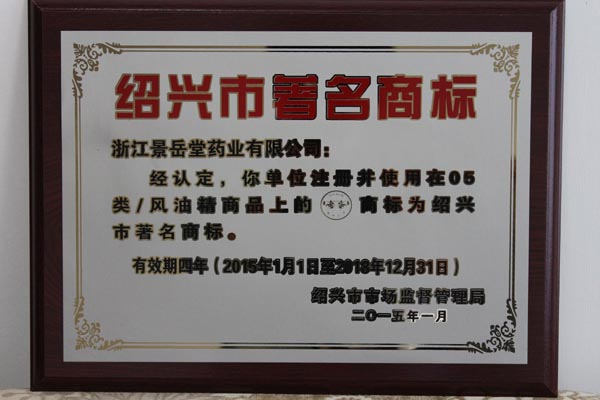 绍兴市著名商标
浙江景岳堂药业有限公司：
经认定，你单位注册并使用在05
类/风油精商品上的 商标为绍兴
市著名商标。
有效期四年（2015年1月1日至2018年12月31日）
绍兴市市场监督管理局
二〇一五年一月